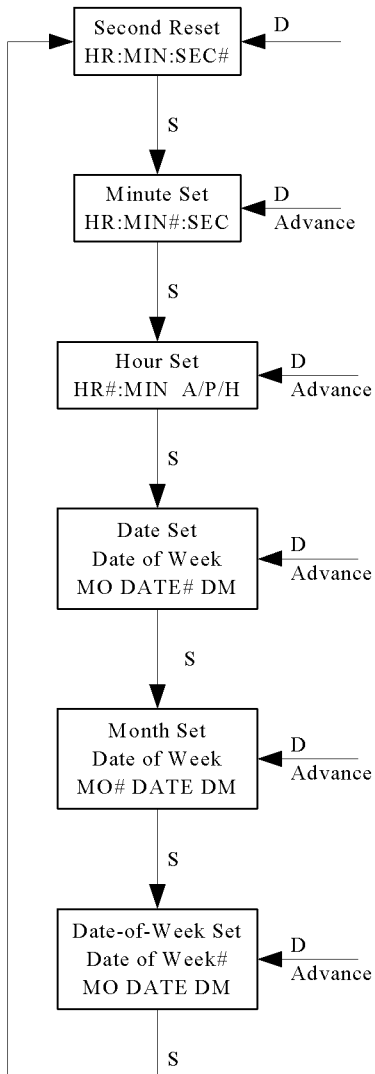 Second Reset
HR:MIN:SEC#
D
S
Minute Set
HR:MIN#:SEC
D
Advance
S
Hour Set
HR#:MIN A/P/H
D
Advance
S
Date Set
Date of Week
MO DATE# DM
D
Advance
S
Month Set
Date of Week
MO# DATE DM
D
Advance
S
Date-of-Week Set
Date of Week#
MO DATE DM
D
Advance
S